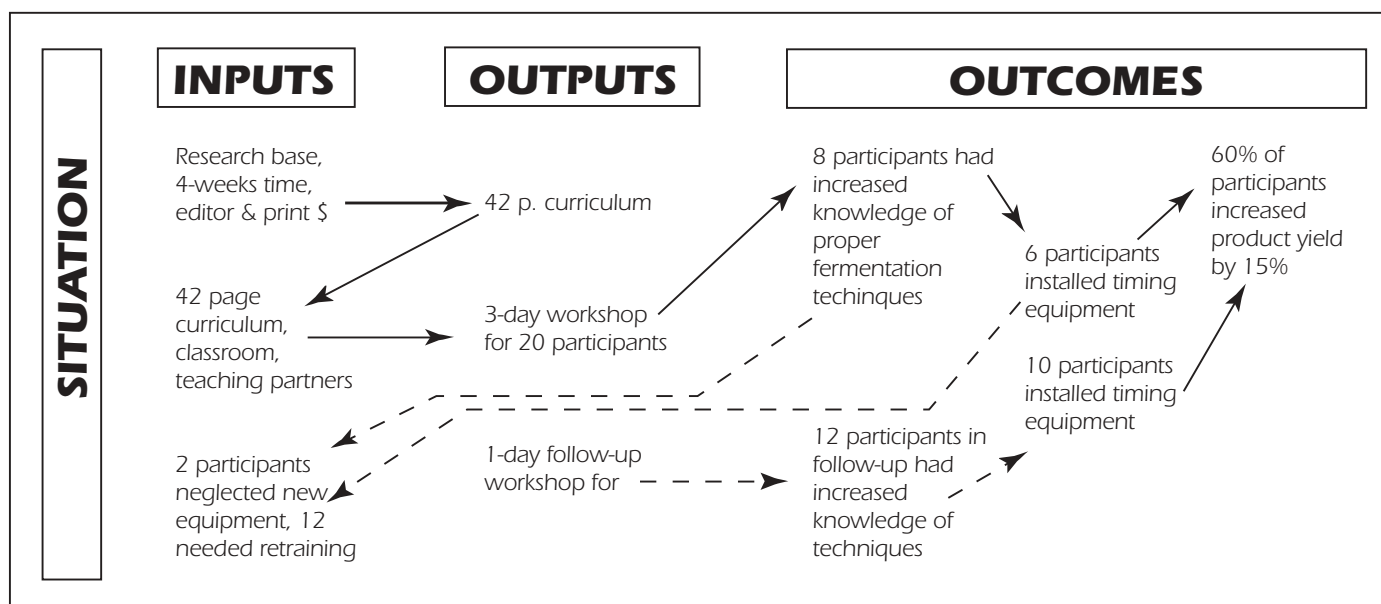 SITUATION
INPUTS
Research base,
4-weeks time,
editor & print $
42 page
curriculum,
classroom,
teaching partners
2 participants
neglected new
equipment, 12
needed retraining
OUTPUTS
42 p. curriculum
3-day workshop
for 20 participants
1-day follow-up
workshop for
OUTCOMES
8 participants had
increased
knowledge of
proper
fermentation
techinques
12 participants in
follow-up had
increased
knowledge of
techniques
6 participants
installed timing
equipment
10 participants
installed timing
equipment
60% of
participants
increased
product yield
by 15%